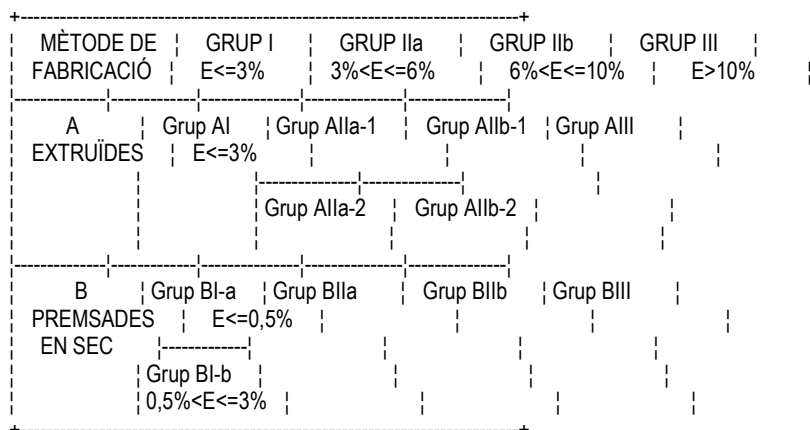 +--------------------------------------------------------------------------+
¦ MÈTODE DE ¦ GRUP I ¦ GRUP IIa ¦ GRUP IIb ¦ GRUP III ¦
¦ FABRICACIÓ ¦ E<=3% ¦ 3%<E<=6% ¦ 6%<E<=10% ¦ E>10% ¦
¦--------------¦-------------¦---------------¦---------------¦---------------¦
¦ A ¦ Grup AI ¦Grup AIIa-1 ¦ Grup AIIb-1 ¦Grup AIII ¦
¦ EXTRUÏDES ¦ E<=3% ¦ ¦ ¦ ¦
¦ ¦ ¦---------------¦---------------¦ ¦
¦ ¦ ¦Grup AIIa-2 ¦ Grup AIIb-2 ¦ ¦
¦ ¦ ¦ ¦ ¦ ¦
¦--------------¦-------------¦---------------¦---------------¦---------------¦
¦ B ¦Grup BI-a ¦Grup BIIa ¦ Grup BIIb ¦Grup BIII ¦
¦ PREMSADES ¦ E<=0,5% ¦ ¦ ¦ ¦
¦ EN SEC ¦-------------¦ ¦ ¦ ¦
¦ ¦Grup BI-b ¦ ¦ ¦ ¦
¦ ¦0,5%<E<=3% ¦ ¦ ¦ ¦
+--------------------------------------------------------------------------+